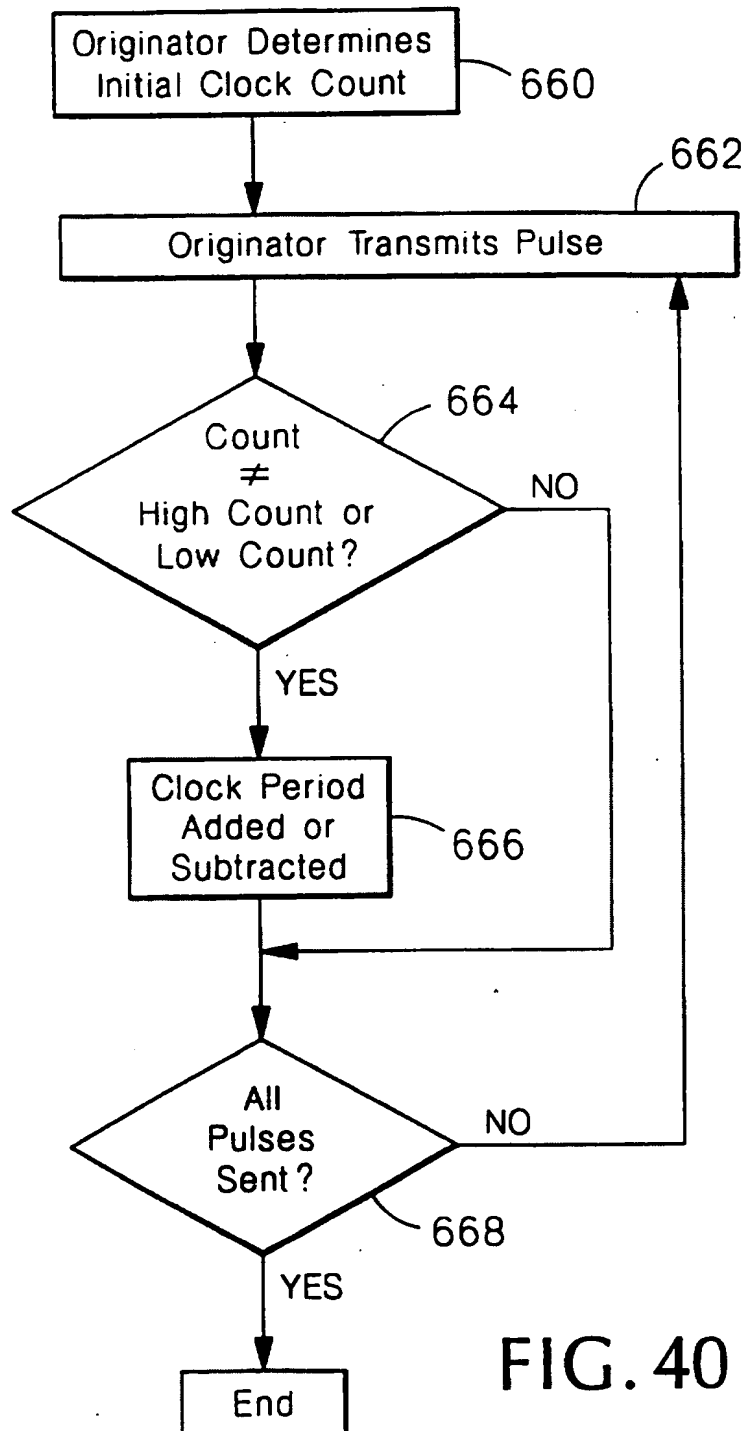 Originator Determines
Initial Clock Count
660
662
Originator Transmits Pulse
664
Count
≠
High Count or
Low Count?
NO
YES
Clock Period
Added or
Subtracted
666
All
Pulses
Sent?
NO
668
YES
End
FIG. 40